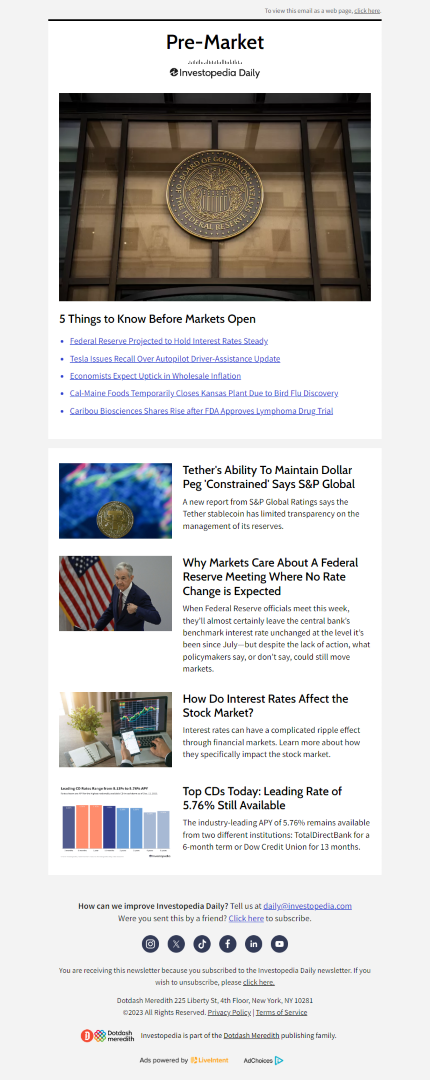 To view this email as a web page, click here.
Pre-Market
Investopedia Daily
BOARD OF GOVERNORS
OF THE FEDERAL RESERVE SYSTEM
5 Things to Know Before Markets Open
Federal Reserve Projected to Hold Interest Rates Steady
Tesla Issues Recall Over Autopilot Driver-Assistance Update
Economists Expect Uptick in Wholesale Inflation
Cal-Maine Foods Temporarily Closes Kansas Plant Due to Bird Flu Discovery
Caribou Biosciences Shares Rise after FDA Approves Lymphoma Drug Trial
Tether's Ability To Maintain Dollar
Peg 'Constrained' Says S&P Global
A new report from S&P Global Ratings says the
Tether stablecoin has limited transparency on the
management of its reserves.
Why Markets Care About A Federal
Reserve Meeting Where No Rate
Change is Expected
When Federal Reserve officials meet this week,
they'll almost certainly leave the central bank's
benchmark interest rate unchanged at the level it's
been since July—but despite the lack of action, what
policymakers say, or don't say, could still move
markets.
How Do Interest Rates Affect the
Stock Market?
Interest rates can have a complicated ripple effect
through financial markets. Learn more about how
they specifically impact the stock market.
Leading CD Rates Range from 5.13% to 5.76% APY
Investopedia
Top CDs Today: Leading Rate of
5.76% Still Available
The industry-leading APY of 5.76% remains available
from two different institutions: TotalDirectBank for a
6-month term or Dow Credit Union for 13 months.
How can we improve Investopedia Daily? Tell us at daily@investopedia.com
Were you sent this by a friend? Click here to subscribe.
You are receiving this newsletter because you subscribed to the Investopedia Daily newsletter. If you
wish to unsubscribe, please click here.
Dotdash Meredith 225 Liberty St, 4th Floor, New York, NY 10281
©2023 All Rights Reserved. Privacy Policy | Terms of Service
Dotdash
meredith
Investopedia is part of the Dotdash Meredith publishing family.
Ads powered by LiveIntent AdChoices